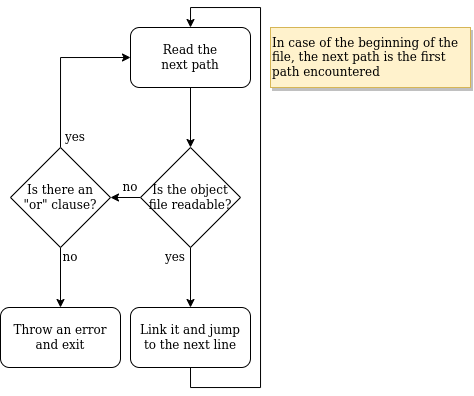 Read the
next path
In case of the beginning of the
file, the next path is the first
path encountered
yes
Is there an
"or" clause?
no
Is the object
file readable?
no
yes
Throw an error
and exit
Link it and jump
to the next line